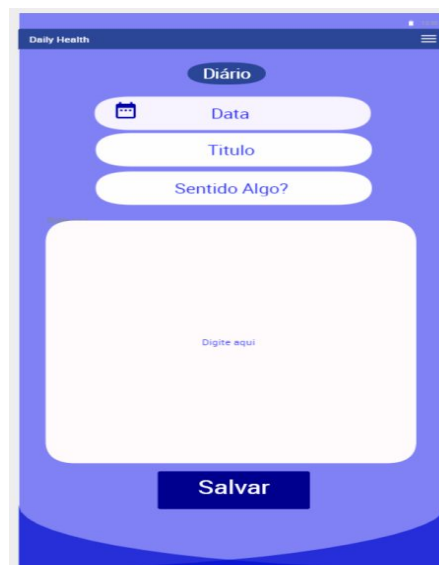 Daily Health
Diário
Data
Titulo
Sentido Algo?
Digite aqui
Salvar